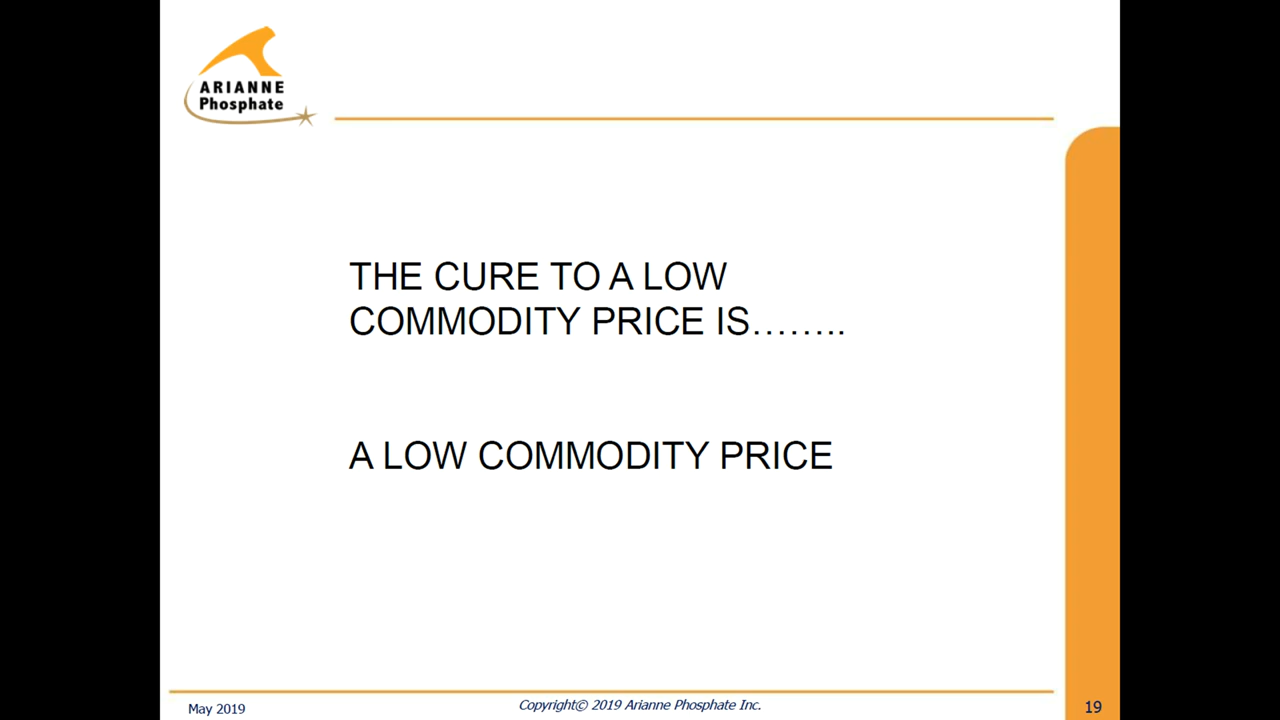 ARIANNE
Phosphate
THE CURE TO A LOW
COMMODITY PRICE IS……..
A LOW COMMODITY PRICE
May 2019
Copyright© 2019 Arianne Phosphate Inc.
19